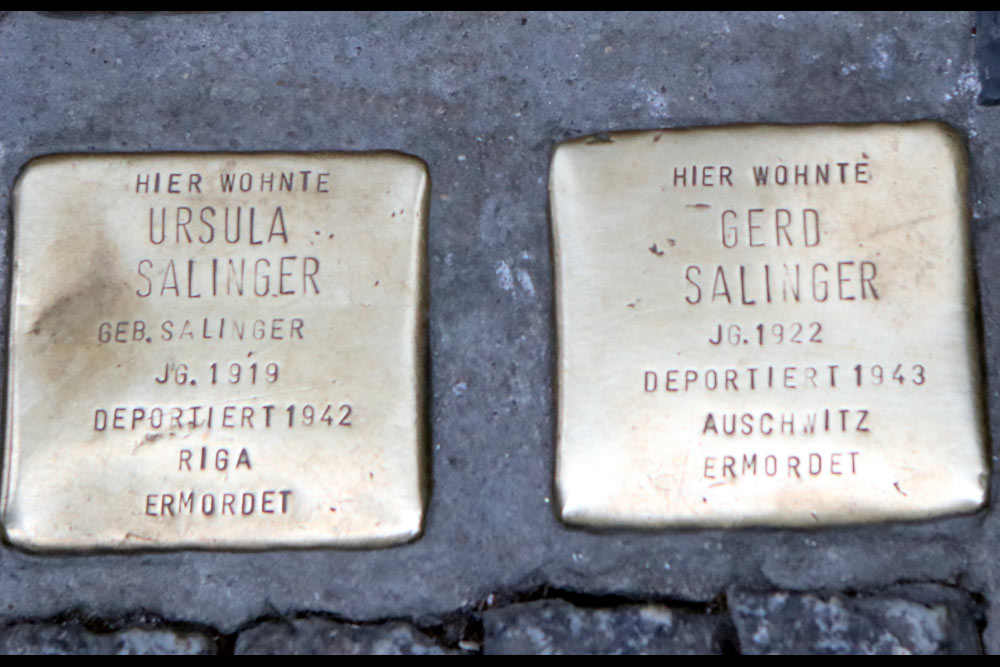 HIER WOHNTE
URSULA
SALINGER
GEB. SALINGER
JG. 1919
DEPORTIERT 1942
RIGA
ERMORDET
HIER WOHNTE
GERD
SALINGER
JG. 1922
DEPORTIERT 1943
AUSCHWITZ
ERMORDET